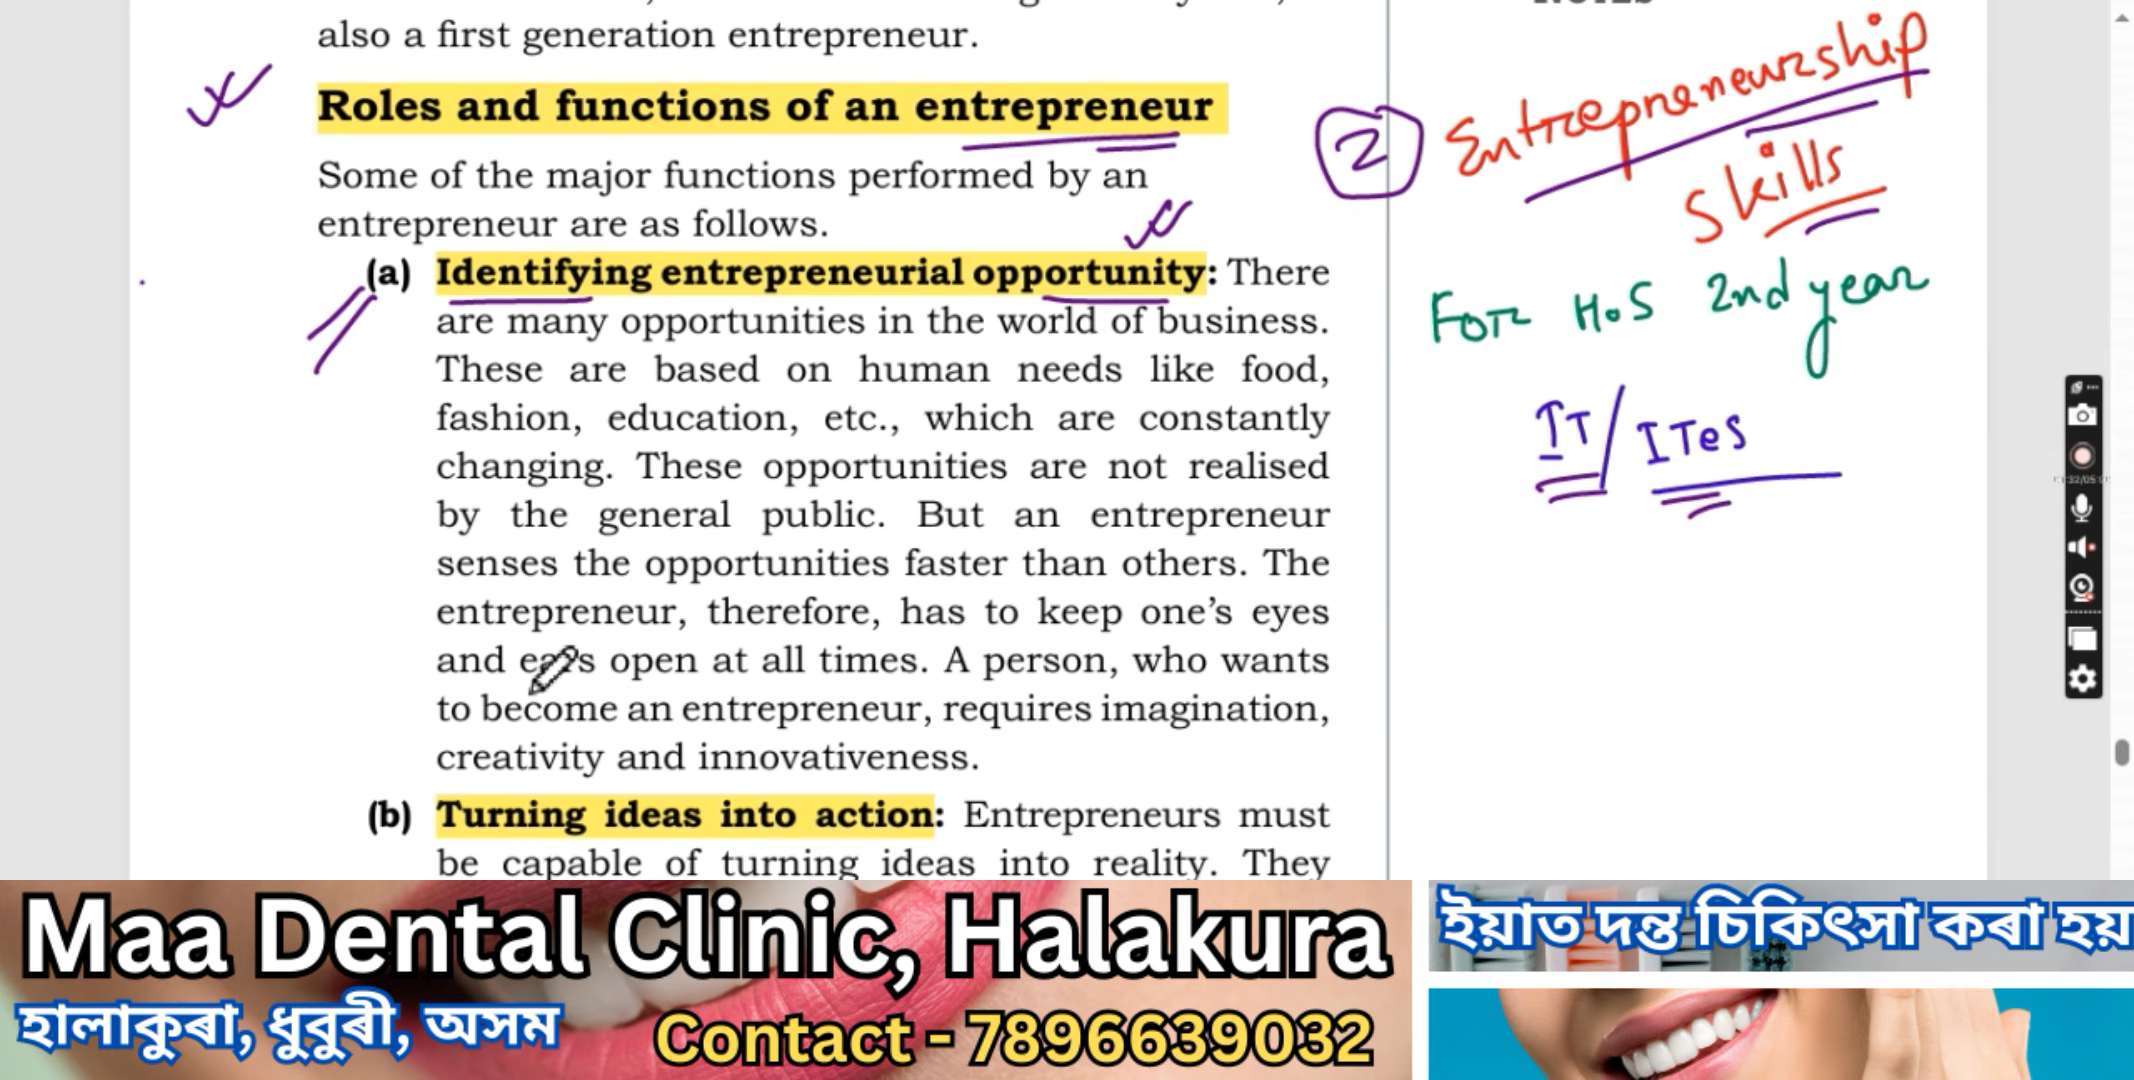 also a first generation entrepreneur.
Roles and functions of an entrepreneur
Some of the major functions performed by an
entrepreneur are as follows.
(a) Identifying entrepreneurial opportunity: There
are many opportunities in the world of business.
These are based on human needs like food,
fashion, education, etc., which are constantly
changing. These opportunities are not realised
by the general public. But an entrepreneur
senses the opportunities faster than others. The
entrepreneur, therefore, has to keep one's eyes
and ears open at all times. A person, who wants
to become an entrepreneur, requires imagination,
creativity and innovativeness.
(b) Turning ideas into action: Entrepreneurs must
be capable of turning ideas into reality. They
NOTES
2 Entrepreneurship
Skills
For H.S 2nd year
IT/ITes
Maa Dental Clinic, Halakura
হালাকুৰা, ধুবুৰী, অসম
Contact - 7896639032
ইয়াত দন্ত চিকিৎসা কৰা হয়